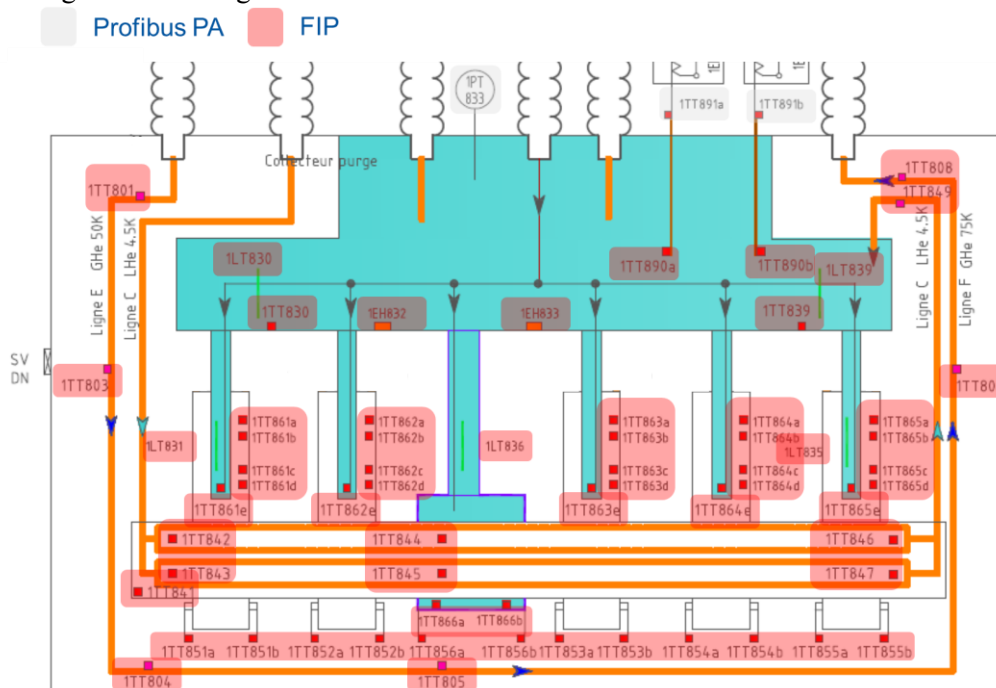 Profibus PA FIP
1PT
833
1TT891a 1TT891b
Collecteur purge
1TT801
1TT808
1TT849
Ligne E GHe 50K
Ligne C LHe 4.5K
Ligne C LHe 4.5K
Ligne F GHe 75K
1LT830
1TT890a
1TT890b
1LT839
1TT830
1EH832
1EH833
1TT839
SV
DN
1TT803
1TT80
1TT861a
1TT861b
1TT862a
1TT862b
1TT863a
1TT863b
1TT864a
1TT864b
1TT865a
1TT865b
1LT831
1LT836
1LT835
1TT861c
1TT861d
1TT862c
1TT862d
1TT863c
1TT863d
1TT864c
1TT864d
1TT865c
1TT865d
1TT861e
1TT862e
1TT863e
1TT864e
1TT865e
1TT842 1TT844 1TT846
1TT843 1TT845 1TT847
1TT841
1TT866a 1TT866b
1TT851a 1TT851b 1TT852a 1TT852b 1TT856a 1TT856b 1TT853a 1TT853b 1TT854a 1TT854b 1TT855a 1TT855b
1TT804 1TT805